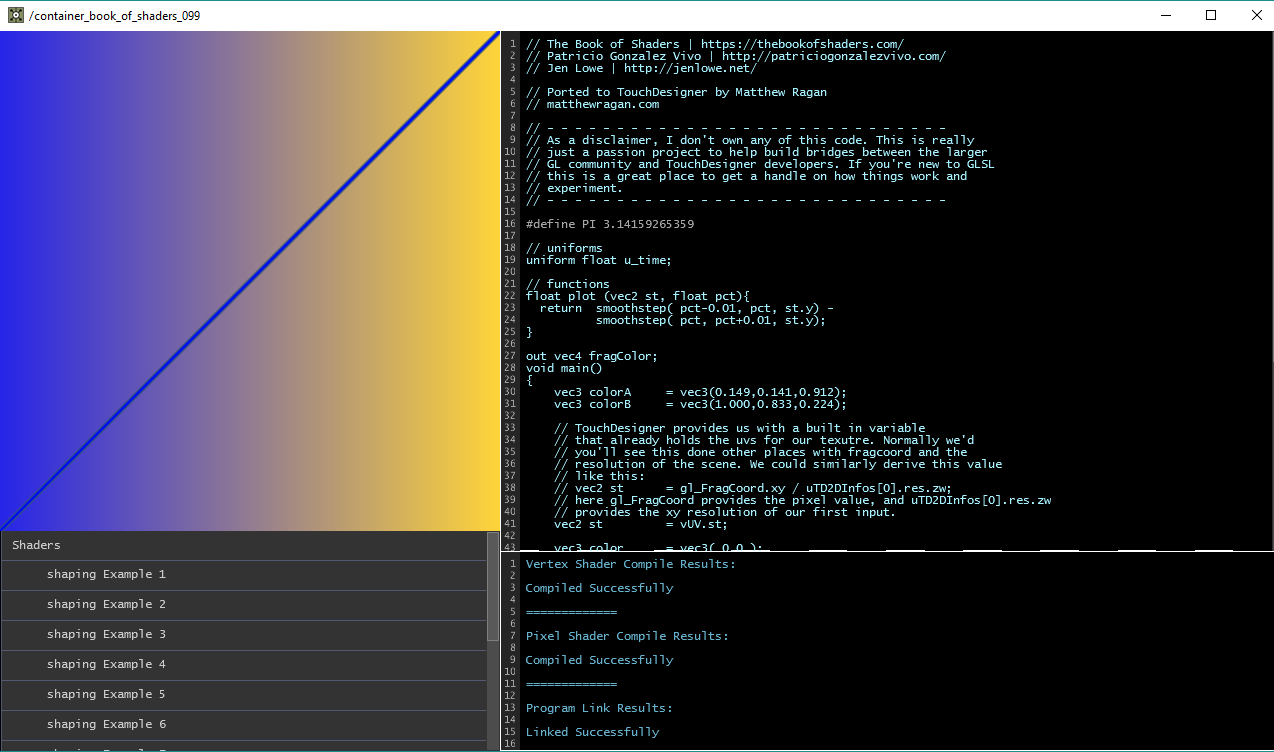 /container_book_of_shaders_099
1 // The Book of Shaders | https://thebookofshaders.com/
2 // Patricio Gonzalez Vivo | http://patriciogonzalezvivo.com/
3 // Jen Lowe | http://jenlowe.net/
4
5 // Ported to TouchDesigner by Matthew Ragan
6 // matthewragan.com
7
8 // - - - - - - - - - - - - - - - - - - - - - - - - - - - - -
9 // As a disclaimer, I don't own any of this code. This is really
10 // just a passion project to help build bridges between the larger
11 // GL community and TouchDesigner developers. If you're new to GLSL
12 // this is a great place to get a handle on how things work and
13 // experiment.
14 // - - - - - - - - - - - - - - - - - - - - - - - - - - - - -
15
16 #define PI 3.14159265359
17
18 // uniforms
19 uniform float u_time;
20
21 // functions
22 float plot (vec2 st, float pct){
23   return  smoothstep( pct-0.01, pct, st.y) -
24           smoothstep( pct, pct+0.01, st.y);
25 }
26
27 out vec4 fragColor;
28 void main()
29 {
30     vec3 colorA     = vec3(0.149,0.141,0.912);
31     vec3 colorB     = vec3(1.000,0.833,0.224);
32
33     // TouchDesigner provides us with a built in variable
34     // that already holds the uvs for our texutre. Normally we'd
35     // you'll see this done other places with fragcoord and the
36     // resolution of the scene. We could similarly derive this value
37     // like this:
38     // vec2 st      = gl_FragCoord.xy / uTD2DInfos[0].res.zw;
39     // here gl_FragCoord provides the pixel value, and uTD2DInfos[0].res.zw
40     // provides the xy resolution of our first input.
41     vec2 st         = vUV.st;
42
43     vec3 color      = vec3( 0.0 );
Shaders
shaping Example 1
shaping Example 2
shaping Example 3
shaping Example 4
shaping Example 5
shaping Example 6
1 Vertex Shader Compile Results:
2
3 Compiled Successfully
4
5 =============
6
7 Pixel Shader Compile Results:
8
9 Compiled Successfully
10
11 =============
12
13 Program Link Results:
14
15 Linked Successfully
16